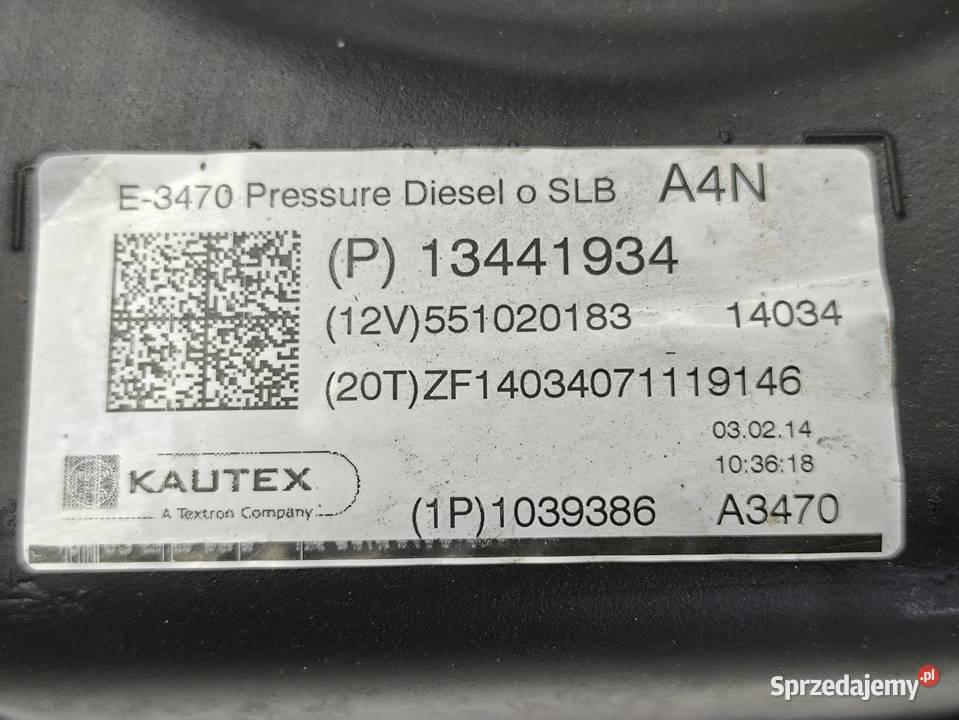 E-3470 Pressure Diesel o SLB A4N
(P) 13441934
(12V)551020183 14034
(20T)ZF14034071119146
03.02.14
10:36:18
KAUTEX
A Textron Company
(1P)1039386 A3470
Sprzedajemy.pl